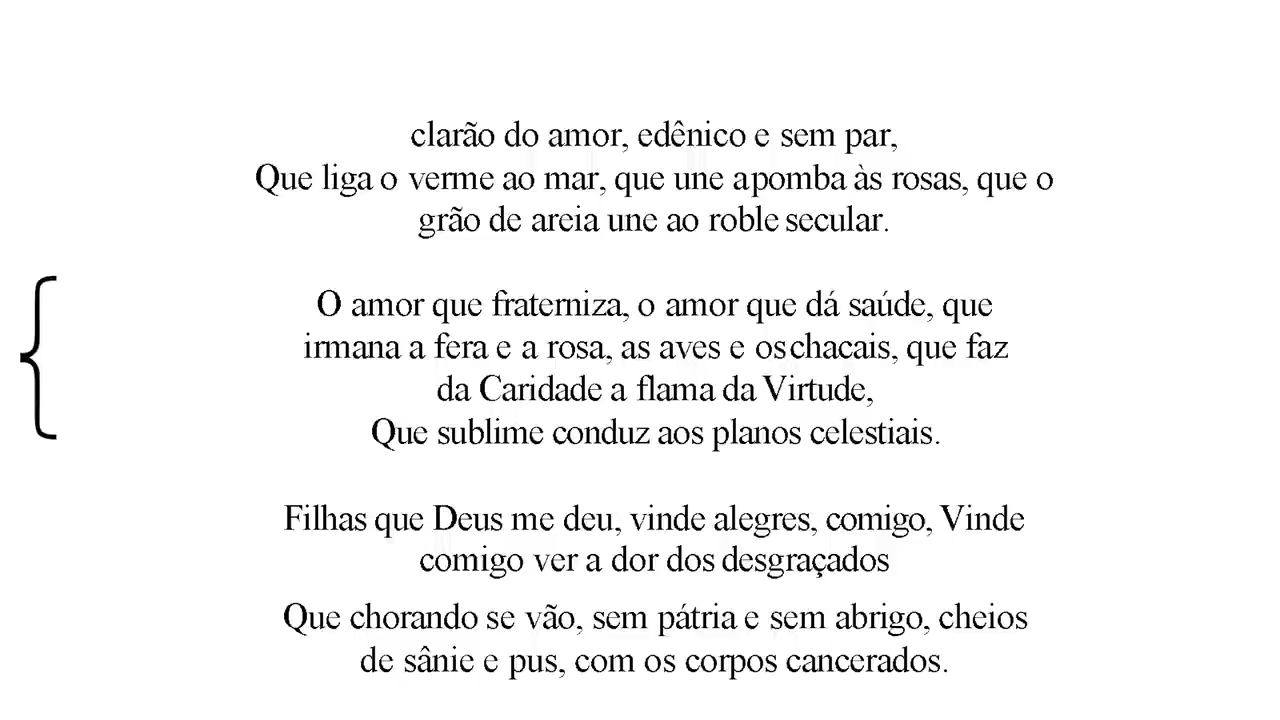 clarão do amor, edênico e sem par,
Que liga o verme ao mar, que une apomba às rosas, que o
grão de areia une ao roble secular.
O amor que fraterniza, o amor que dá saúde, que
irmana a fera e a rosa, as aves e oschacais, que faz
da Caridade a flama da Virtude,
Que sublime conduz aos planos celestiais.
Filhas que Deus me deu, vinde alegres, comigo, Vinde
comigo ver a dor dos desgraçados
Que chorando se vão, sem pátria e sem abrigo, cheios
de sânie e pus, com os corpos cancerados.